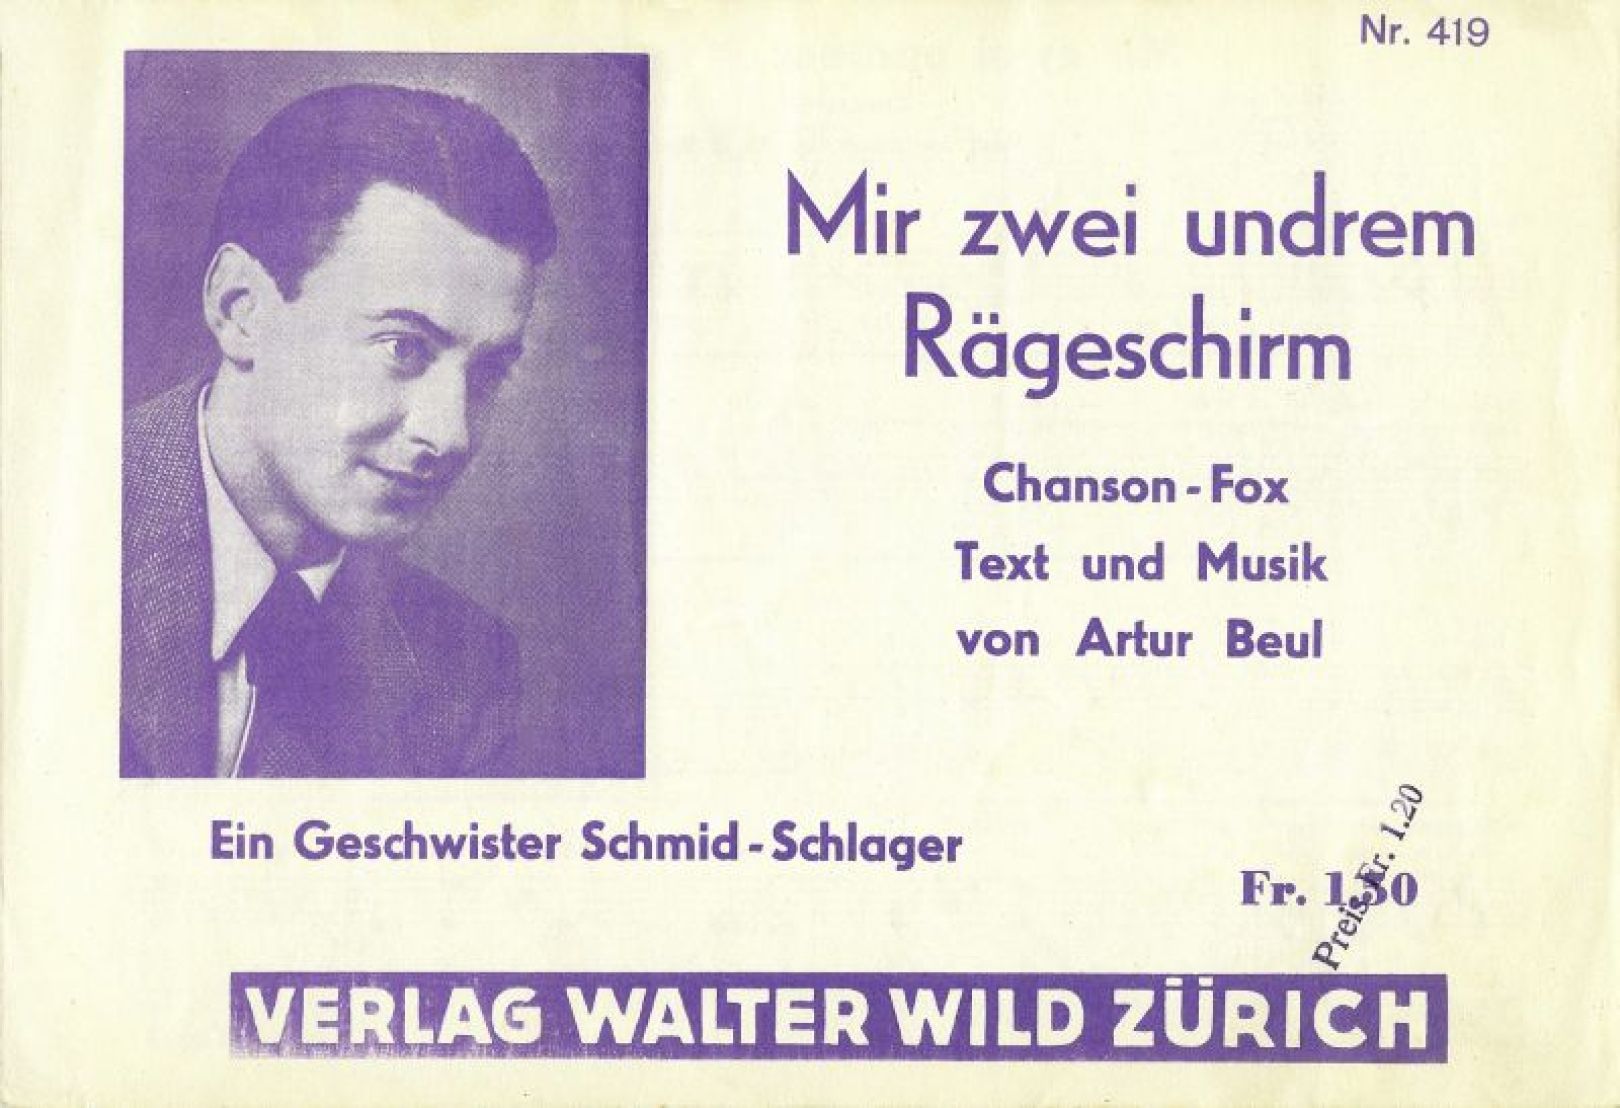 Nr. 419
Mir zwei undrem
Rägeschirm
Chanson-Fox
Text und Musik
von Artur Beul
Ein Geschwister Schmid-Schlager
Preis Fr. 1.20
Fr. 1.50
VERLAG WALTER WILD ZÜRICH